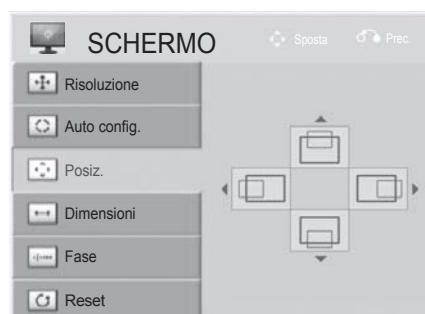 SCHERMO
Sposta
Prec.
Risoluzione
Auto config.
Posiz.
Dimensioni
Fase
Reset